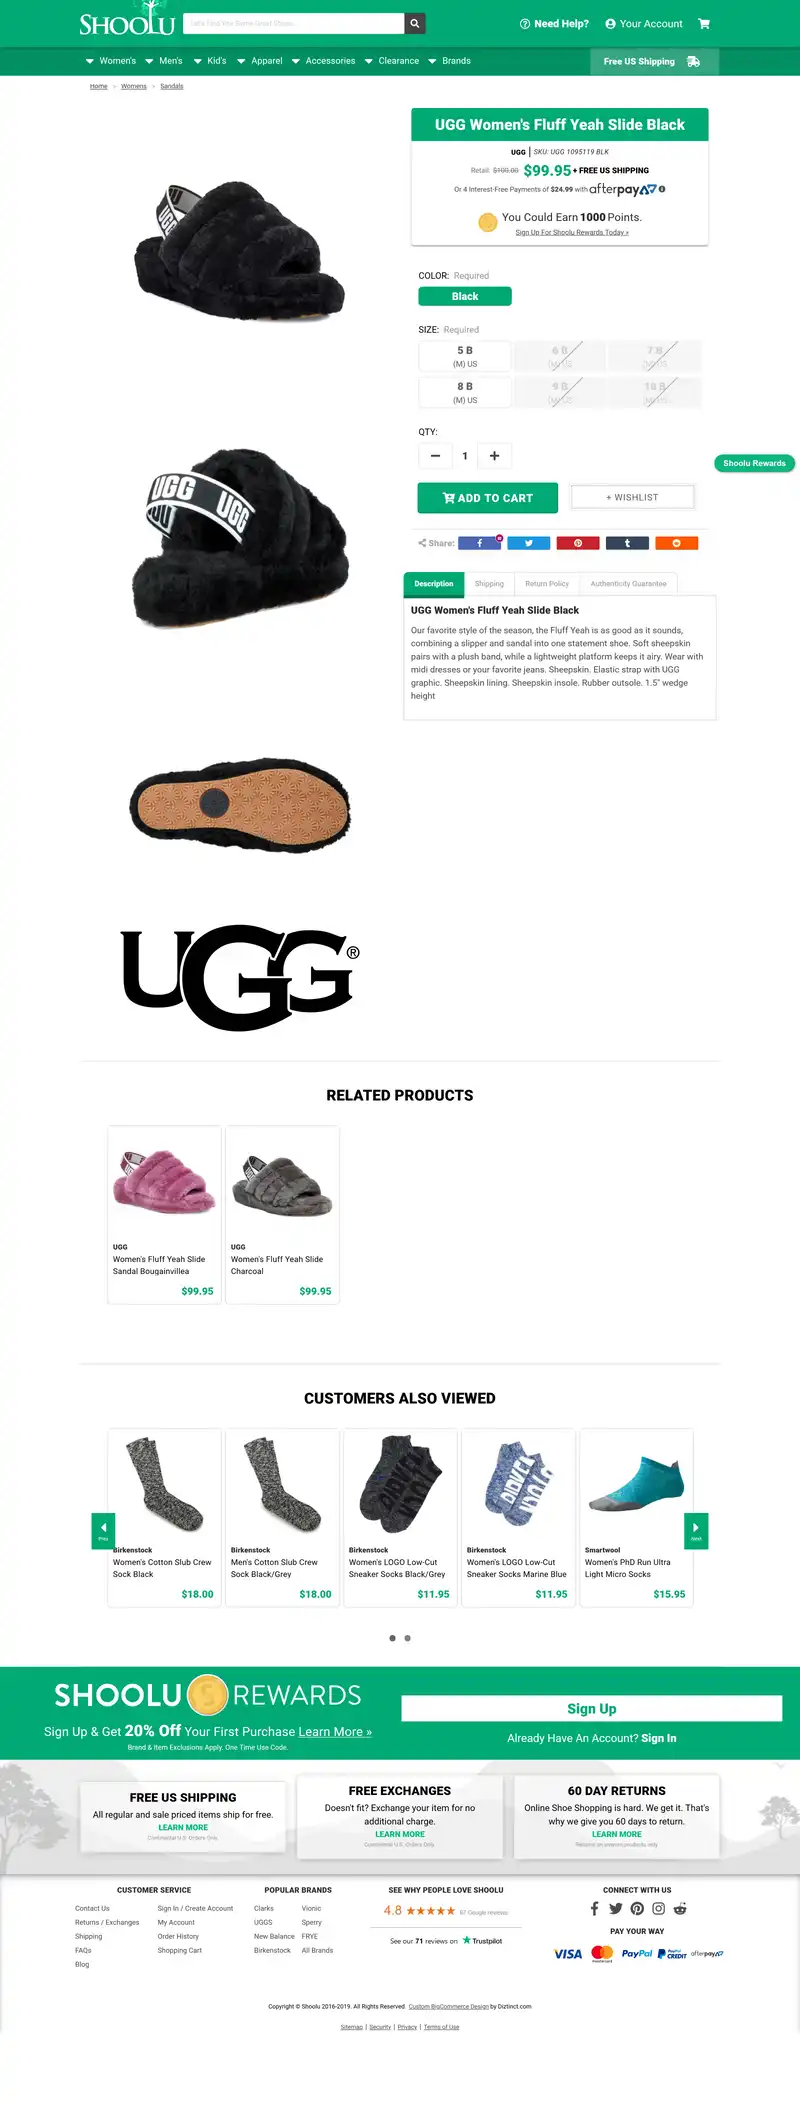 SHOOLU
Need Help?
Your Account
Women's
Men's
Kid's
Apparel
Accessories
Clearance
Brands
Free US Shipping
Home > Womens > Sandals
UGG Women's Fluff Yeah Slide Black
UGG | SKU: UGG 1095119 BLK
Retail: $100.00 $99.95 + FREE US SHIPPING
Or 4 Interest-Free Payments of $24.99 with afterpay
You Could Earn 1000 Points.
Sign Up For Shoolu Rewards Today »
COLOR: Required
Black
SIZE: Required
5 B
(M) US
6 B
7 B
8 B
(M) US
9 B
10 B
QTY:
1
Shoolu Rewards
ADD TO CART
+ WISHLIST
Share:
Description
Shipping
Return Policy
Authenticity Guarantee
UGG Women's Fluff Yeah Slide Black
Our favorite style of the season, the Fluff Yeah is as good as it sounds,
combining a slipper and sandal into one statement shoe. Soft sheepskin
pairs with a plush band, while a lightweight platform keeps it airy. Wear with
midi dresses or your favorite jeans. Sheepskin. Elastic strap with UGG
graphic. Sheepskin lining. Sheepskin insole. Rubber outsole. 1.5" wedge
height
UGG
UGG UGG
UGG®
RELATED PRODUCTS
UGG
Women's Fluff Yeah Slide
Sandal Bougainvillea
$99.95
UGG
Women's Fluff Yeah Slide
Charcoal
$99.95
CUSTOMERS ALSO VIEWED
Prev
Next
Birkenstock
Women's Cotton Slub Crew
Sock Black
$18.00
Birkenstock
Men's Cotton Slub Crew
Sock Black/Grey
$18.00
Birkenstock
Women's LOGO Low-Cut
Sneaker Socks Black/Grey
$11.95
Birkenstock
Women's LOGO Low-Cut
Sneaker Socks Marine Blue
$11.95
Smartwool
Women's PhD Run Ultra
Light Micro Socks
$15.95
SHOOLU REWARDS
Sign Up & Get 20% Off Your First Purchase Learn More »
Brand & Item Exclusions Apply. One Time Use Code.
Sign Up
Already Have An Account? Sign In
FREE US SHIPPING
All regular and sale priced items ship for free.
LEARN MORE
Continental U.S. Orders Only.
FREE EXCHANGES
Doesn't fit? Exchange your item for no
additional charge.
LEARN MORE
Continental U.S. Orders Only.
60 DAY RETURNS
Online Shoe Shopping is hard. We get it. That's
why we give you 60 days to return.
LEARN MORE
CUSTOMER SERVICE
Contact Us
Returns / Exchanges
Shipping
FAQs
Blog
Sign In / Create Account
My Account
Order History
Shopping Cart
POPULAR BRANDS
Clarks
UGGS
New Balance
Birkenstock
Vionic
Sperry
FRYE
All Brands
SEE WHY PEOPLE LOVE SHOOLU
4.8 67 Google reviews
See our 71 reviews on Trustpilot
CONNECT WITH US
PAY YOUR WAY
VISA
mastercard
PayPal
PayPal CREDIT
afterpay
Copyright © Shoolu 2016-2019. All Rights Reserved. Custom BigCommerce Design by Diztinct.com
Sitemap | Security | Privacy | Terms of Use